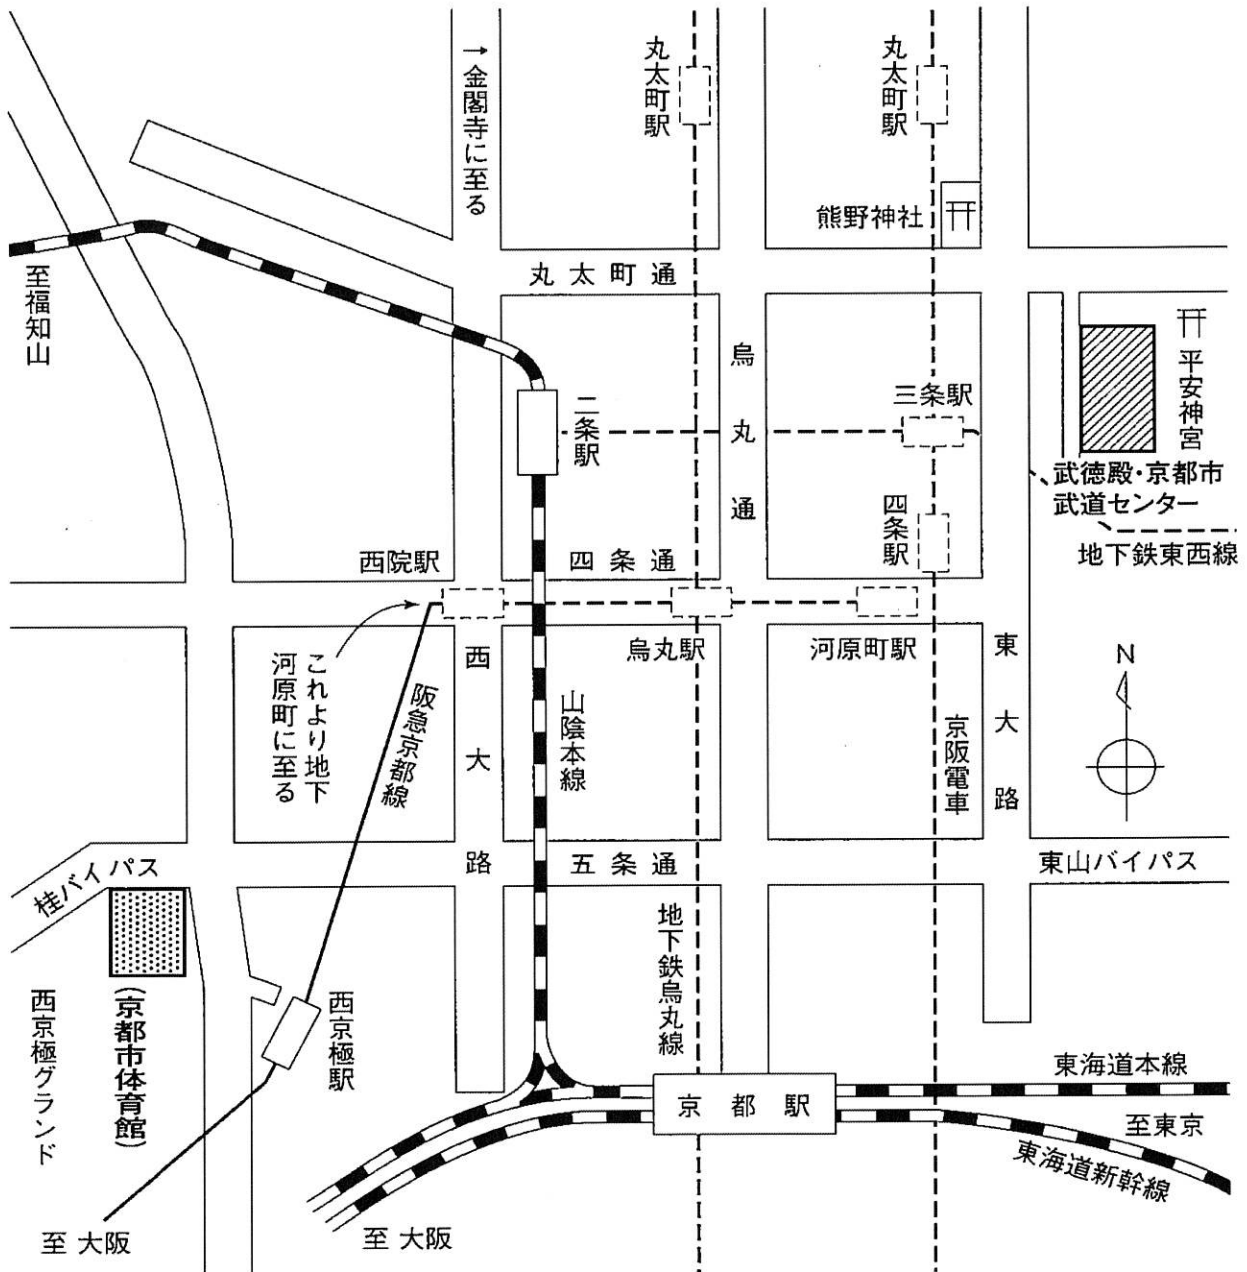 →金閣寺に至る
丸太町駅
丸太町駅
熊野神社
丸太町通
至福知山
烏丸通
三条駅
平安神宮
二条駅
武徳殿・京都市
武道センター
地下鉄東西線
四条駅
西院駅
四条通
烏丸駅
河原町駅
これより地下
河原町に至る
阪急京都線
西大路
山陰本線
京阪電車
東大路
N
五条通
東山バイパス
桂バイパス
地下鉄烏丸線
西京極グランド
(京都市体育館)
西京極駅
京都駅
東海道本線
至東京
東海道新幹線
至 大阪
至 大阪